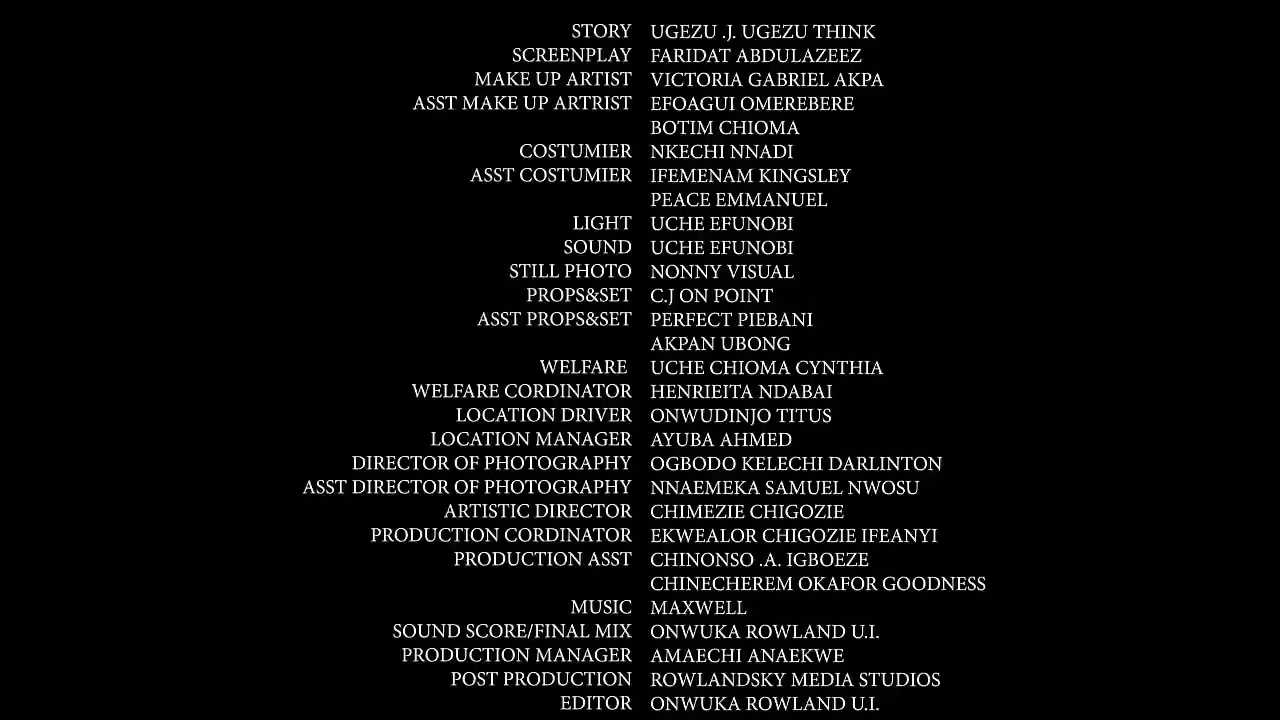 STORY UGEZU .J. UGEZU THINK
SCREENPLAY FARIDAT ABDULAZEEZ
MAKE UP ARTIST VICTORIA GABRIEL AKPA
ASST MAKE UP ARTRIST EFOAGUI OMEREBERE
BOTIM CHIOMA
COSTUMIER NKECHI NNADI
ASST COSTUMIER IFEMENAM KINGSLEY
PEACE EMMANUEL
LIGHT UCHE EFUNOBI
SOUND UCHE EFUNOBI
STILL PHOTO NONNY VISUAL
PROPS&SET C.J ON POINT
ASST PROPS&SET PERFECT PIEBANI
AKPAN UBONG
WELFARE UCHE CHIOMA CYNTHIA
WELFARE CORDINATOR HENRIEITA NDABAI
LOCATION DRIVER ONWUDINJO TITUS
LOCATION MANAGER AYUBA AHMED
DIRECTOR OF PHOTOGRAPHY OGBODO KELECHI DARLINTON
ASST DIRECTOR OF PHOTOGRAPHY NNAEMEKA SAMUEL NWOSU
ARTISTIC DIRECTOR CHIMEZIE CHIGOZIE
PRODUCTION CORDINATOR EKWEALOR CHIGOZIE IFEANYI
PRODUCTION ASST CHINONSO .A. IGBOEZE
CHINECHEREM OKAFOR GOODNESS
MUSIC MAXWELL
SOUND SCORE/FINAL MIX ONWUKA ROWLAND U.I.
PRODUCTION MANAGER AMAECHI ANAEKWE
POST PRODUCTION ROWLANDSKY MEDIA STUDIOS
EDITOR ONWUKA ROWLAND U.I.